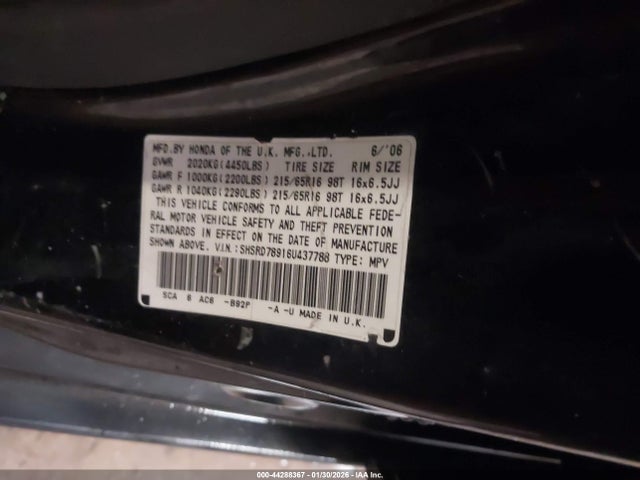 MFD.BY HONDA OF THE U.K. MFG.,LTD. 6/'06
GVWR 2020KG(4450LBS) TIRE SIZE RIM SIZE
GAWR F 1000KG(2200LBS) 215/65R16 98T 16x6.5JJ
GAWR R 1040KG(2290LBS) 215/65R16 98T 16x6.5JJ
THIS VEHICLE CONFORMS TO ALL APPLICABLE FEDE-
RAL MOTOR VEHICLE SAFETY AND THEFT PREVENTION
STANDARDS IN EFFECT ON THE DATE OF MANUFACTURE
SHOWN ABOVE. V.I.N.:SHSRD78916U437788 TYPE: MPV
SCA 6 AC6 -B92P -A -U MADE IN U.K.
000-44288367 - 01/30/2026 - IAA Inc.